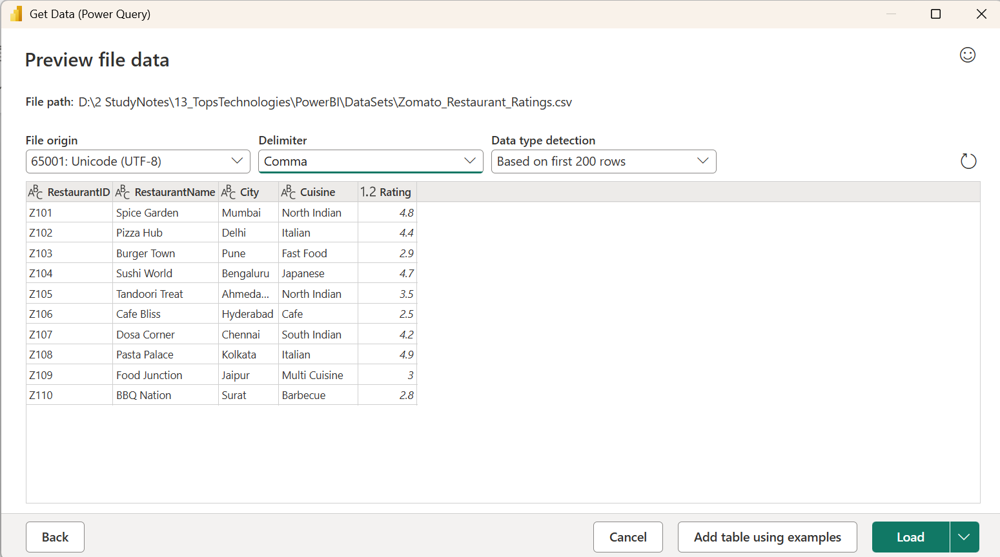 Get Data (Power Query)
Preview file data
File path: D:\2 StudyNotes\13_TopsTechnologies\PowerBI\DataSets\Zomato_Restaurant_Ratings.csv
File origin Delimiter Data type detection
65001: Unicode (UTF-8) Comma Based on first 200 rows
ABC RestaurantID ABC RestaurantName ABC City ABC Cuisine 1.2 Rating
Z101 Spice Garden Mumbai North Indian 4.8
Z102 Pizza Hub Delhi Italian 4.4
Z103 Burger Town Pune Fast Food 2.9
Z104 Sushi World Bengaluru Japanese 4.7
Z105 Tandoori Treat Ahmeda... North Indian 3.5
Z106 Cafe Bliss Hyderabad Cafe 2.5
Z107 Dosa Corner Chennai South Indian 4.2
Z108 Pasta Palace Kolkata Italian 4.9
Z109 Food Junction Jaipur Multi Cuisine 3
Z110 BBQ Nation Surat Barbecue 2.8
Back Cancel Add table using examples Load